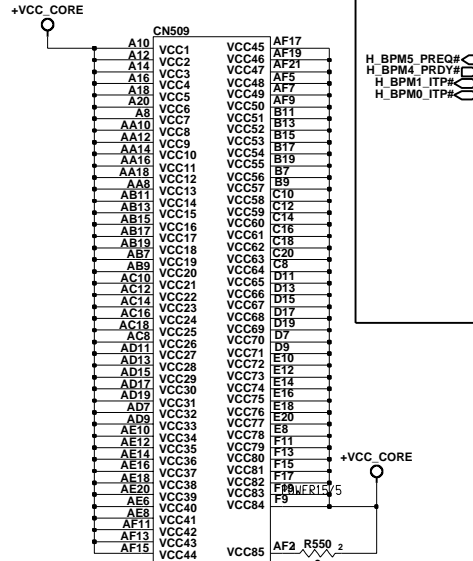 +VCC_CORE
CN509
A10 VCC1 VCC45 AF17
A12 VCC2 VCC46 AF19
A14 VCC3 VCC47 AF21
A16 VCC4 VCC48 AF5
A18 VCC5 VCC49 AF7
A20 VCC6 VCC50 AF9
A8 VCC7 VCC51 B11
AA10 VCC8 VCC52 B13
AA12 VCC9 VCC53 B15
AA14 VCC10 VCC54 B17
AA16 VCC11 VCC55 B19
AA18 VCC12 VCC56 B7
AA8 VCC13 VCC57 B9
AB11 VCC14 VCC58 C10
AB13 VCC15 VCC59 C12
AB15 VCC16 VCC60 C14
AB17 VCC17 VCC61 C16
AB19 VCC18 VCC62 C18
AB7 VCC19 VCC63 C20
AB9 VCC20 VCC64 C8
AC10 VCC21 VCC65 D11
AC12 VCC22 VCC66 D13
AC14 VCC23 VCC67 D15
AC16 VCC24 VCC68 D17
AC18 VCC25 VCC69 D19
AC8 VCC26 VCC70 D7
AD11 VCC27 VCC71 D9
AD13 VCC28 VCC72 E10
AD15 VCC29 VCC73 E12
AD17 VCC30 VCC74 E14
AD19 VCC31 VCC75 E16
AD7 VCC32 VCC76 E18
AD9 VCC33 VCC77 E20
AE10 VCC34 VCC78 E8
AE12 VCC35 VCC79 F11
AE14 VCC36 VCC80 F13
AE16 VCC37 VCC81 F15
AE18 VCC38 VCC82 F17
AE20 VCC39 VCC83 F19
AE6 VCC40 VCC84 F9
AE8 VCC41
AF11 VCC42
AF13 VCC43
AF15 VCC44 VCC85 AF2 R550 2
+VCC_CORE
H_BPM5_PREQ#
H_BPM4_PRDY#
H_BPM1_ITP#
H_BPM0_ITP#